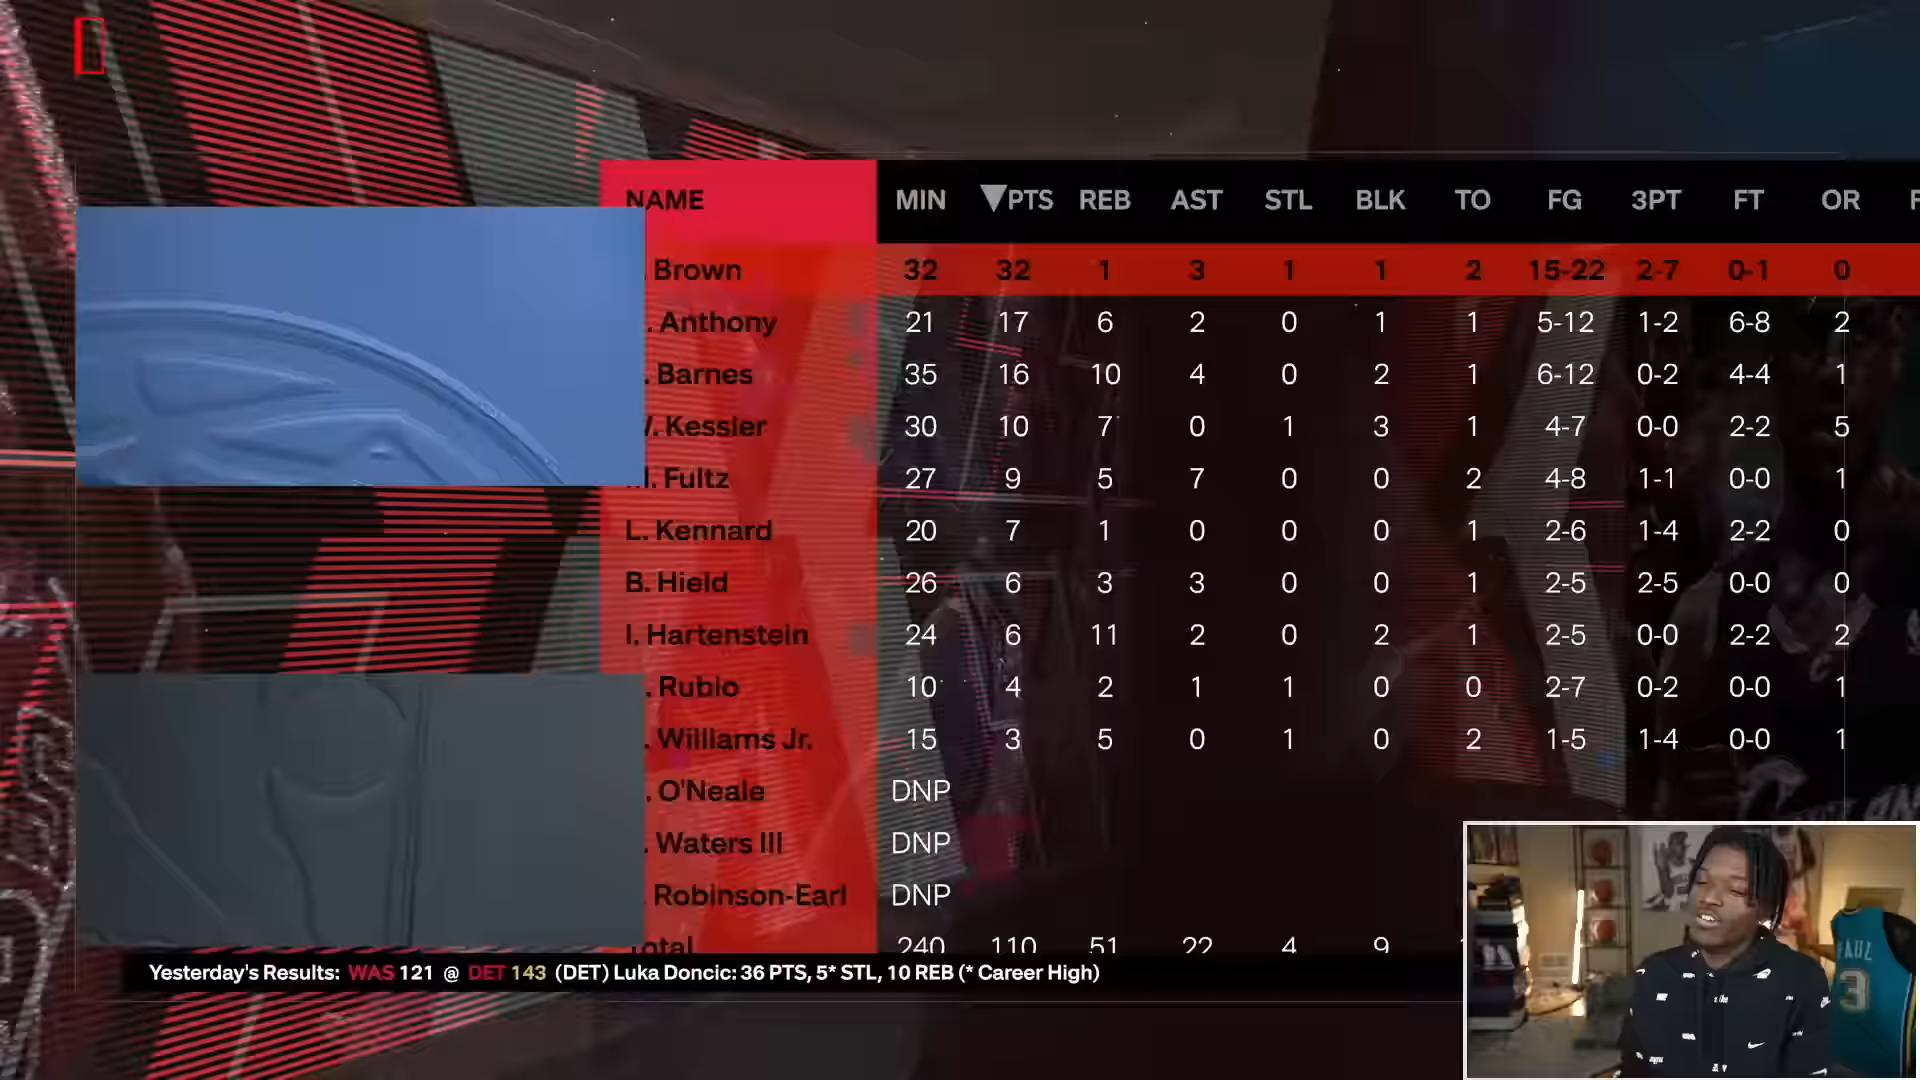 NAME MIN PTS REB AST STL BLK TO FG 3PT FT OR
Brown 32 32 1 3 1 1 2 15-22 2-7 0-1 0
. Anthony 21 17 6 2 0 1 1 5-12 1-2 6-8 2
. Barnes 35 16 10 4 0 2 1 6-12 0-2 4-4 1
. Kessler 30 10 7 0 1 3 1 4-7 0-0 2-2 5
. Fultz 27 9 5 7 0 0 2 4-8 1-1 0-0 1
L. Kennard 20 7 1 0 0 0 1 2-6 1-4 2-2 0
B. Hield 26 6 3 3 0 0 1 2-5 2-5 0-0 0
I. Hartenstein 24 6 11 2 0 2 1 2-5 0-0 2-2 2
. Rubio 10 4 2 1 1 0 0 2-7 0-2 0-0 1
. Williams Jr. 15 3 5 0 1 0 2 1-5 1-4 0-0 1
. O'Neale DNP
. Waters III DNP
Robinson-Earl DNP
Total 240 110 51 22 4 9
Yesterday's Results: WAS 121 @ DET 143 (DET) Luka Doncic: 36 PTS, 5* STL, 10 REB (* Career High)
PAUL
3